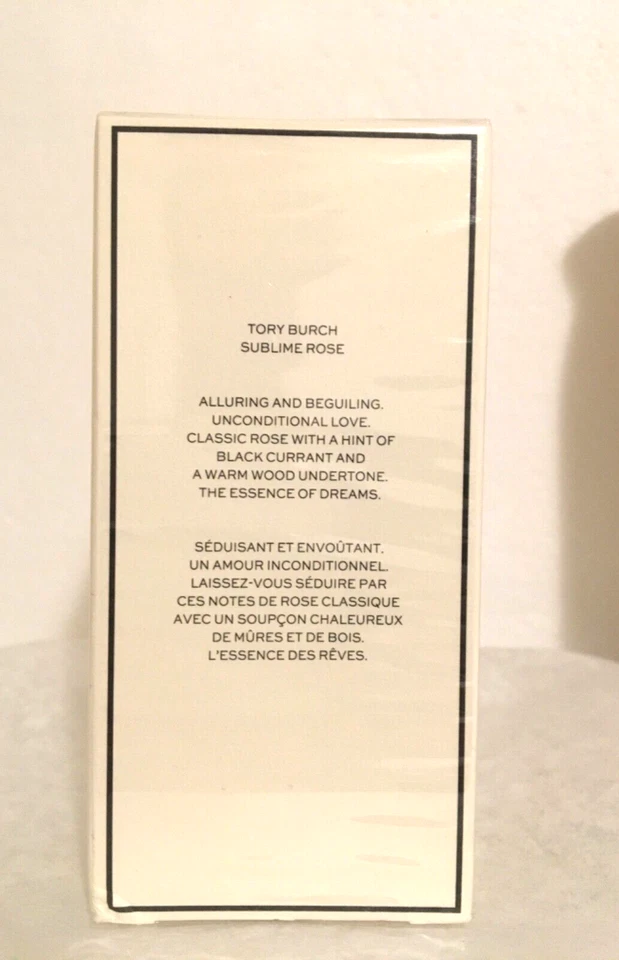 TORY BURCH
SUBLIME ROSE
ALLURING AND BEGUILING.
UNCONDITIONAL LOVE.
CLASSIC ROSE WITH A HINT OF
BLACK CURRANT AND
A WARM WOOD UNDERTONE.
THE ESSENCE OF DREAMS.
SÉDUISANT ET ENVOÛTANT.
UN AMOUR INCONDITIONNEL.
LAISSEZ-VOUS SÉDUIRE PAR
CES NOTES DE ROSE CLASSIQUE
AVEC UN SOUPÇON CHALEUREUX
DE MÛRES ET DE BOIS.
L'ESSENCE DES RÊVES.